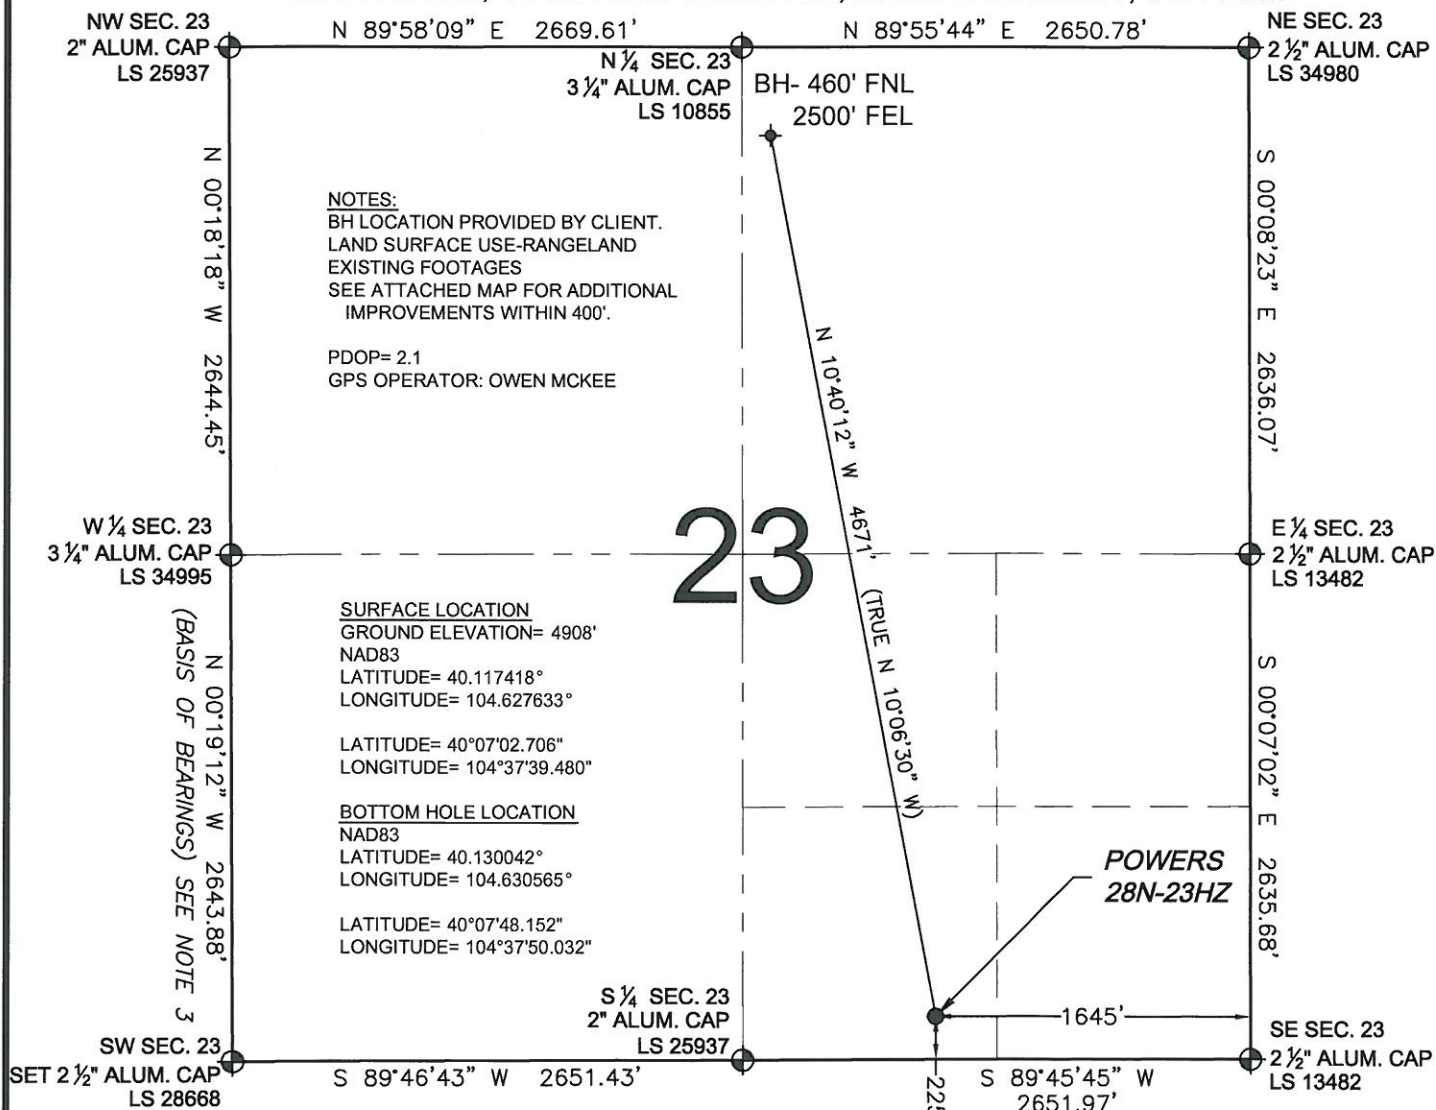 NW SEC. 23
2" ALUM. CAP
LS 25937
N 89°58'09" E 2669.61'
N ¼ SEC. 23
3 ¼" ALUM. CAP
LS 10855
N 89°55'44" E 2650.78'
NE SEC. 23
2 ½" ALUM. CAP
LS 34980
BH- 460' FNL
2500' FEL
N 00°18'18" W 2644.45'
S 00°08'23" E 2636.07'
NOTES:
BH LOCATION PROVIDED BY CLIENT.
LAND SURFACE USE-RANGELAND
EXISTING FOOTAGES
SEE ATTACHED MAP FOR ADDITIONAL
IMPROVEMENTS WITHIN 400'.
PDOP= 2.1
GPS OPERATOR: OWEN MCKEE
N 10°40'12" W 4671' (TRUE N 10°06'30" W)
23
W ¼ SEC. 23
3 ¼" ALUM. CAP
LS 34995
E ¼ SEC. 23
2 ½" ALUM. CAP
LS 13482
N 00°19'12" W 2643.88'
(BASIS OF BEARINGS) SEE NOTE 3
SURFACE LOCATION
GROUND ELEVATION= 4908'
NAD83
LATITUDE= 40.117418°
LONGITUDE= 104.627633°
LATITUDE= 40°07'02.706"
LONGITUDE= 104°37'39.480"
BOTTOM HOLE LOCATION
NAD83
LATITUDE= 40.130042°
LONGITUDE= 104.630565°
LATITUDE= 40°07'48.152"
LONGITUDE= 104°37'50.032"
S 00°07'02" E 2635.68'
POWERS
28N-23HZ
1645'
S ¼ SEC. 23
2" ALUM. CAP
LS 25937
SW SEC. 23
SET 2 ½" ALUM. CAP
LS 28668
S 89°46'43" W 2651.43'
S 89°45'45" W
2651.97'
SE SEC. 23
2 ½" ALUM. CAP
LS 13482